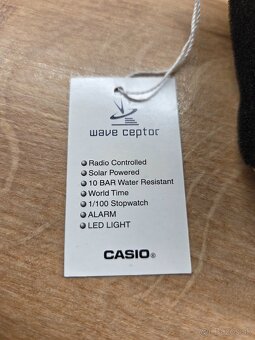 wave ceptor
● Radio Controlled
● Solar Powered
● 10 BAR Water Resistant
● World Time
● 1/100 Stopwatch
● ALARM
● LED LIGHT
CASIO®